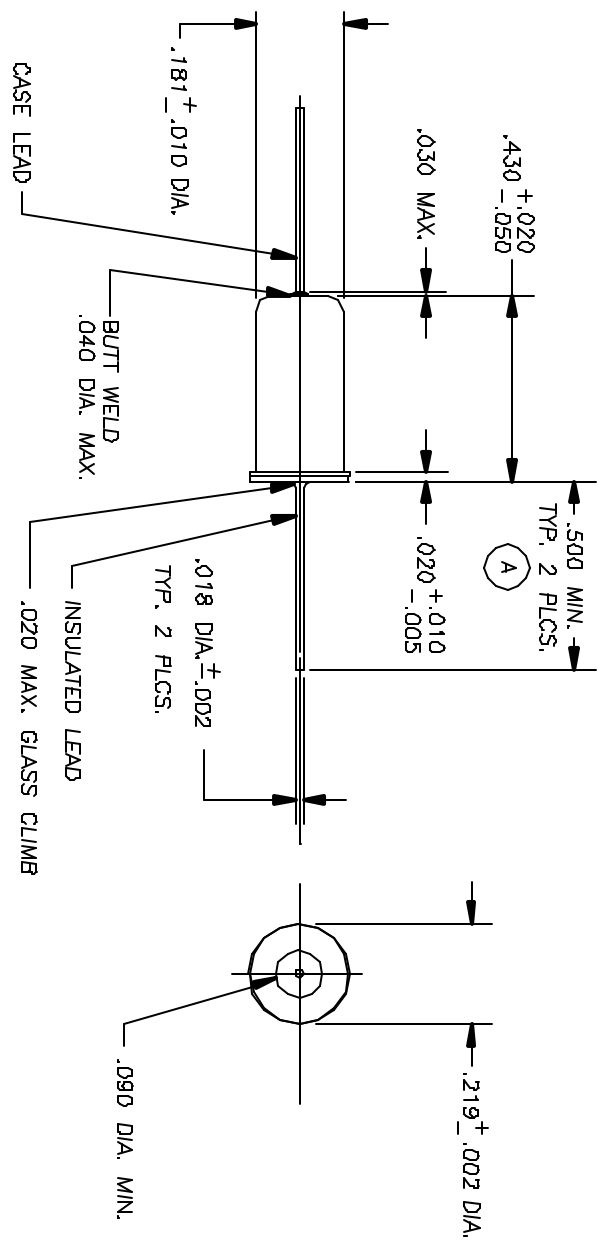 .430 +.020
-.050
.500 MIN.
TYP. 2 PLCS.
A
.030 MAX.
.020 +.010
-.005
.219 ± .002 DIA.
.181 ± .010 DIA.
.018 DIA. ± .002
TYP. 2 PLCS.
CASE LEAD
BUTT WELD
.040 DIA. MAX.
INSULATED LEAD
.020 MAX. GLASS CLIMB
.090 DIA. MIN.